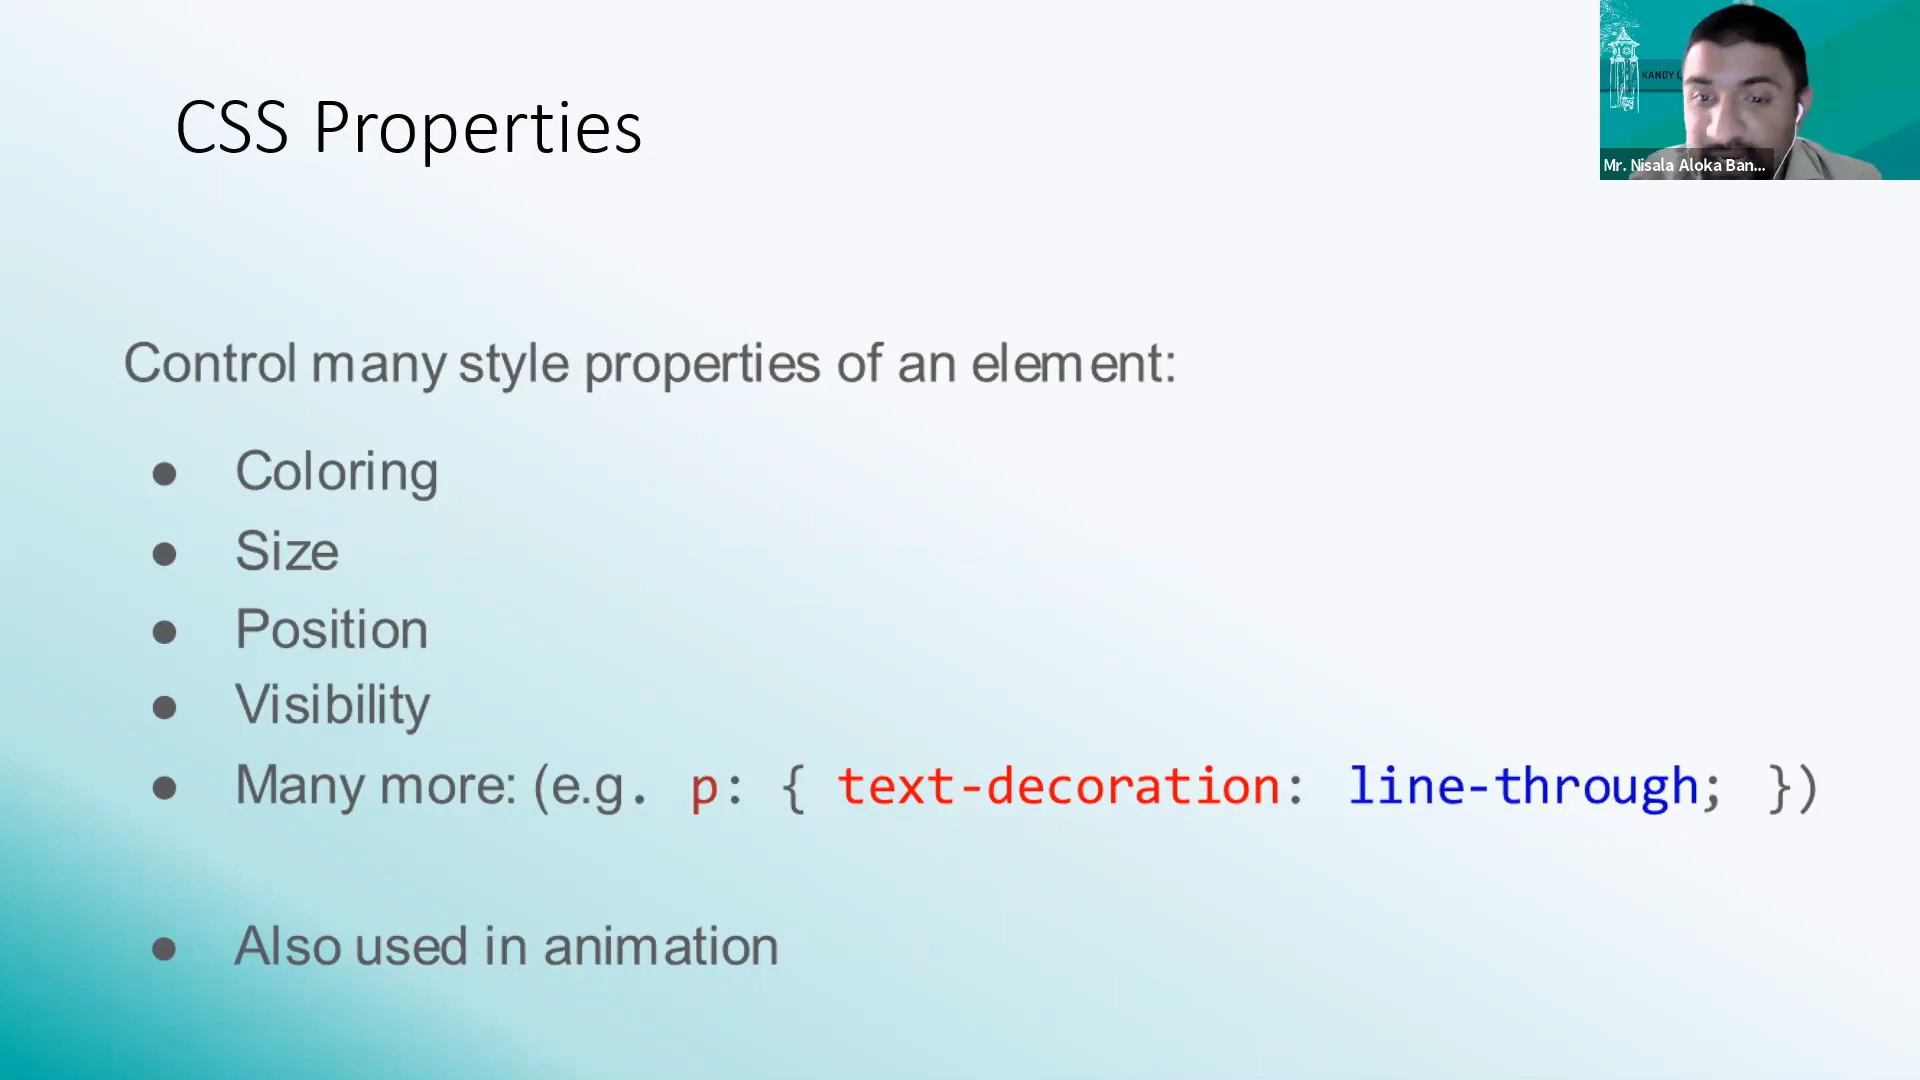 CSS Properties
KANDY
Mr. Nisala Aloka Ban...
Control many style properties of an element:
● Coloring
● Size
● Position
● Visibility
● Many more: (e.g. p: { text-decoration: line-through; })
● Also used in animation